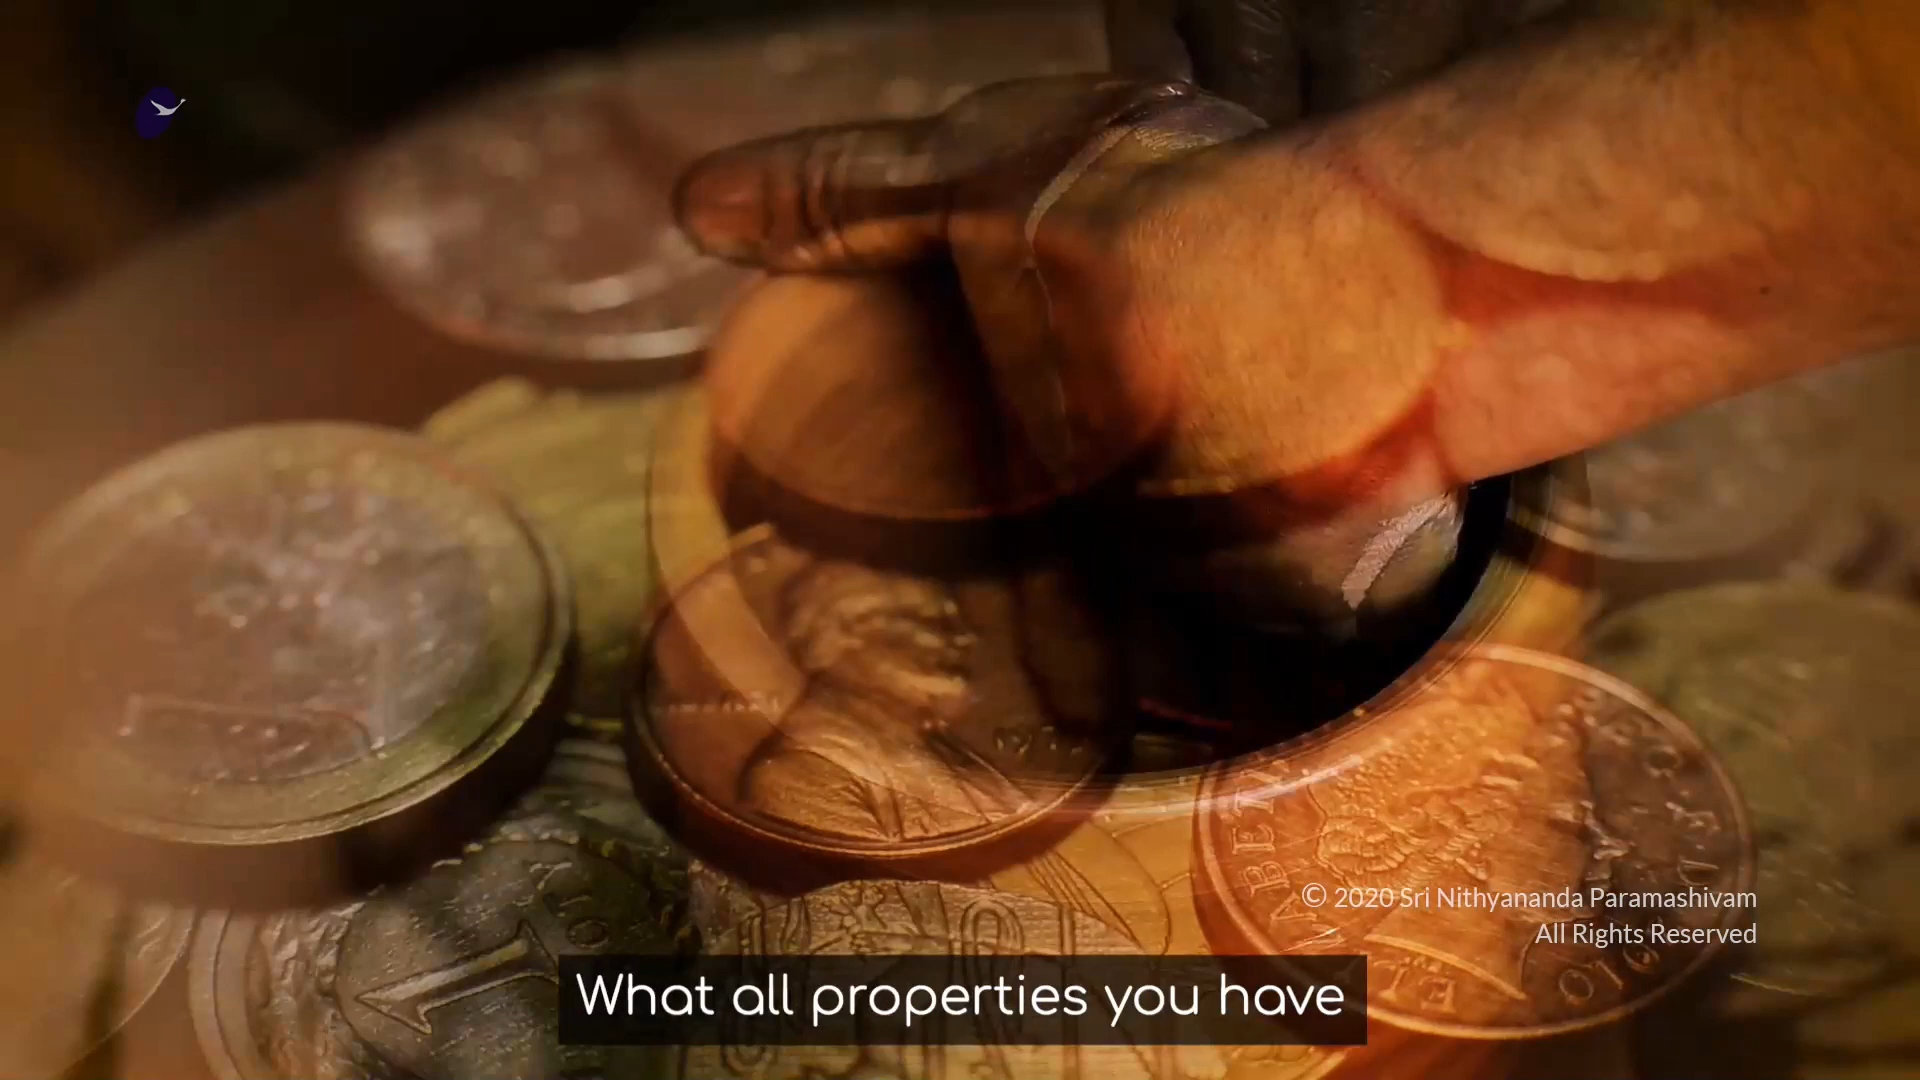 © 2020 Sri Nithyananda Paramashivam
All Rights Reserved
What all properties you have